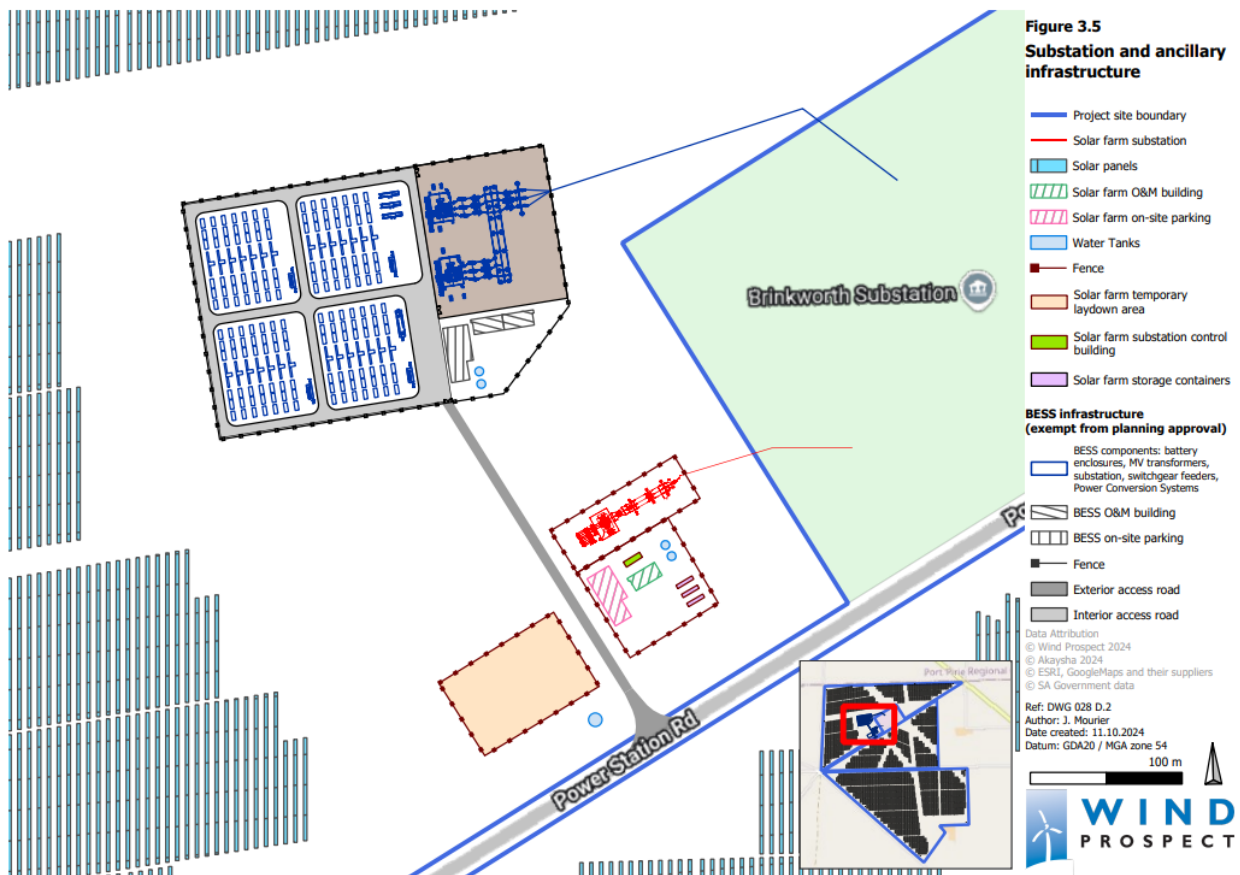 Figure 3.5
Substation and ancillary
infrastructure
Project site boundary
Solar farm substation
Solar panels
Solar farm O&M building
Solar farm on-site parking
Water Tanks
Fence
Solar farm temporary
laydown area
Solar farm substation control
building
Solar farm storage containers
BESS infrastructure
(exempt from planning approval)
BESS components: battery
enclosures, MV transformers,
substation, switchgear feeders,
Power Conversion Systems
BESS O&M building
BESS on-site parking
Fence
Exterior access road
Interior access road
Data Attribution
© Wind Prospect 2024
© Akaysha 2024
© ESRI, GoogleMaps and their suppliers
© SA Government data
Ref: DWG 028 D.2
Author: J. Mourier
Date created: 11.10.2024
Datum: GDA20 / MGA zone 54
100 m
WIND
PROSPECT
Brinkworth Substation
Po
Power Station Rd
Port Pirie Regional